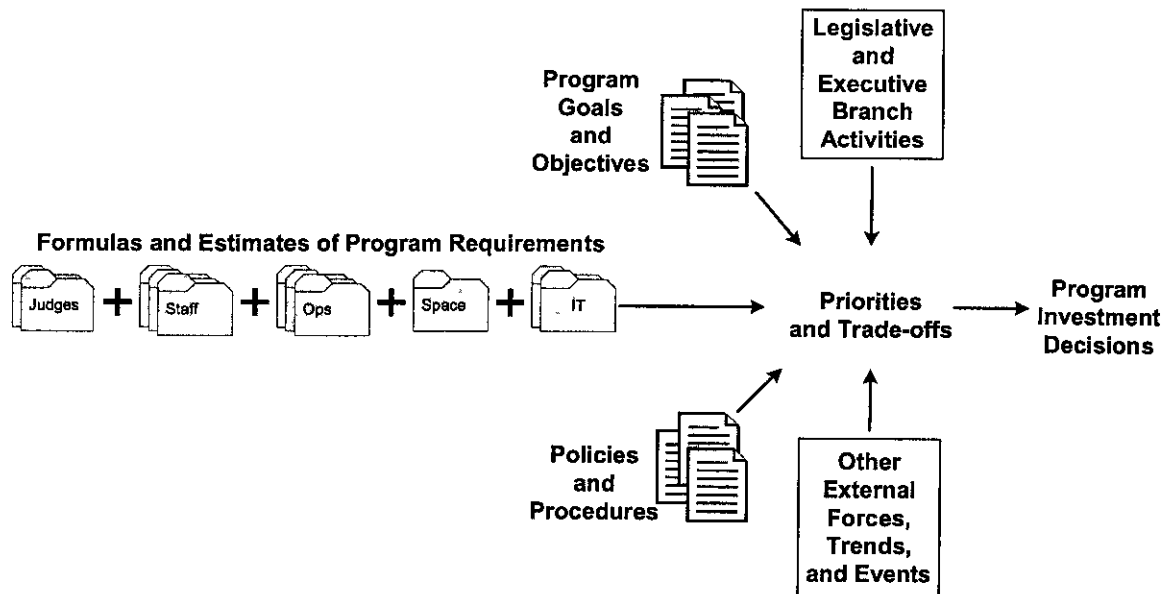 Program
Goals
and
Objectives
Legislative
and
Executive
Branch
Activities
Formulas and Estimates of Program Requirements
Judges + Staff + Ops + Space + IT
Priorities
and Trade-offs
Program
Investment
Decisions
Policies
and
Procedures
Other
External
Forces,
Trends,
and Events